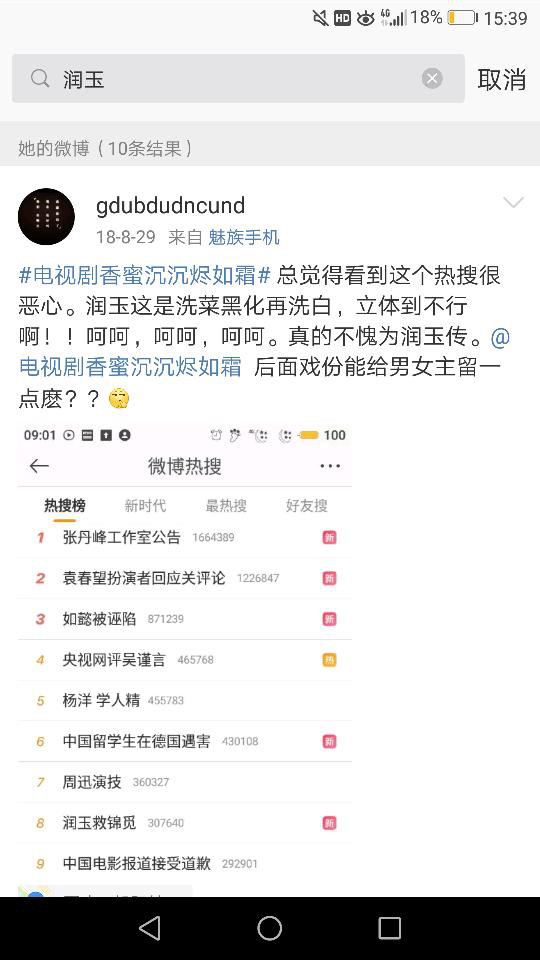 HD 4G 18% 15:39
润玉 取消
她的微博（10条结果）
gdubdudncund
18-8-29 来自 魅族手机
#电视剧香蜜沉沉烬如霜# 总觉得看到这个热搜很
恶心。润玉这是洗菜黑化再洗白，立体到不行
啊！！呵呵，呵呵，呵呵。真的不愧为润玉传。@
电视剧香蜜沉沉烬如霜 后面戏份能给男女主留一
点麽？？
09:01 100
微博热搜
热搜榜 新时代 最热搜 好友搜
1 张丹峰工作室公告 1664389 新
2 袁春望扮演者回应关评论 1226847 新
3 如懿被诬陷 871239 新
4 央视网评吴谨言 465768 热
5 杨洋 学人精 455783
6 中国留学生在德国遇害 430108 新
7 周迅演技 360327
8 润玉救锦觅 307640 新
9 中国电影报道接受道歉 292901